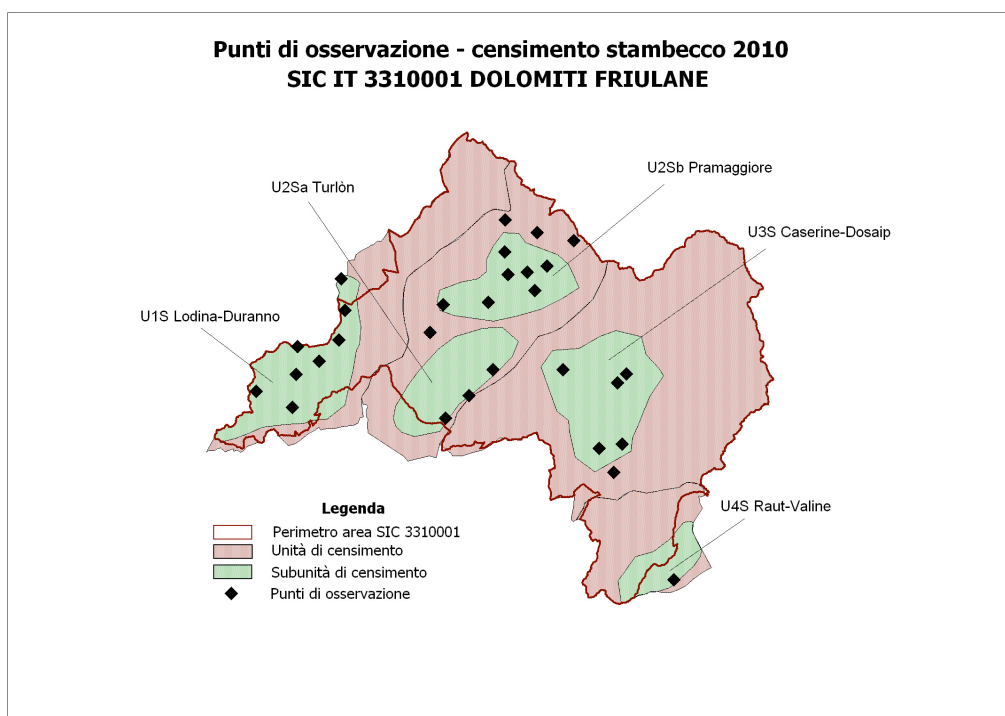 Punti di osservazione - censimento stambecco 2010
SIC IT 3310001 DOLOMITI FRIULANE
U2Sb Pramaggiore
U2Sa Turlòn
U3S Caserine-Dosaip
U1S Lodina-Duranno
U4S Raut-Valine
Legenda
Perimetro area SIC 3310001
Unità di censimento
Subunità di censimento
Punti di osservazione